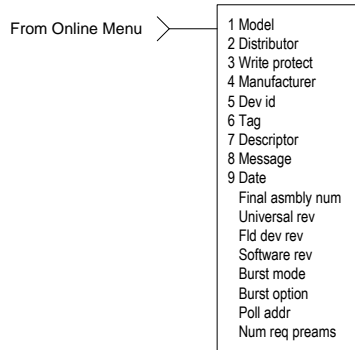 From Online Menu
1 Model
2 Distributor
3 Write protect
4 Manufacturer
5 Dev id
6 Tag
7 Descriptor
8 Message
9 Date
Final asmbly num
Universal rev
Fld dev rev
Software rev
Burst mode
Burst option
Poll addr
Num req preams